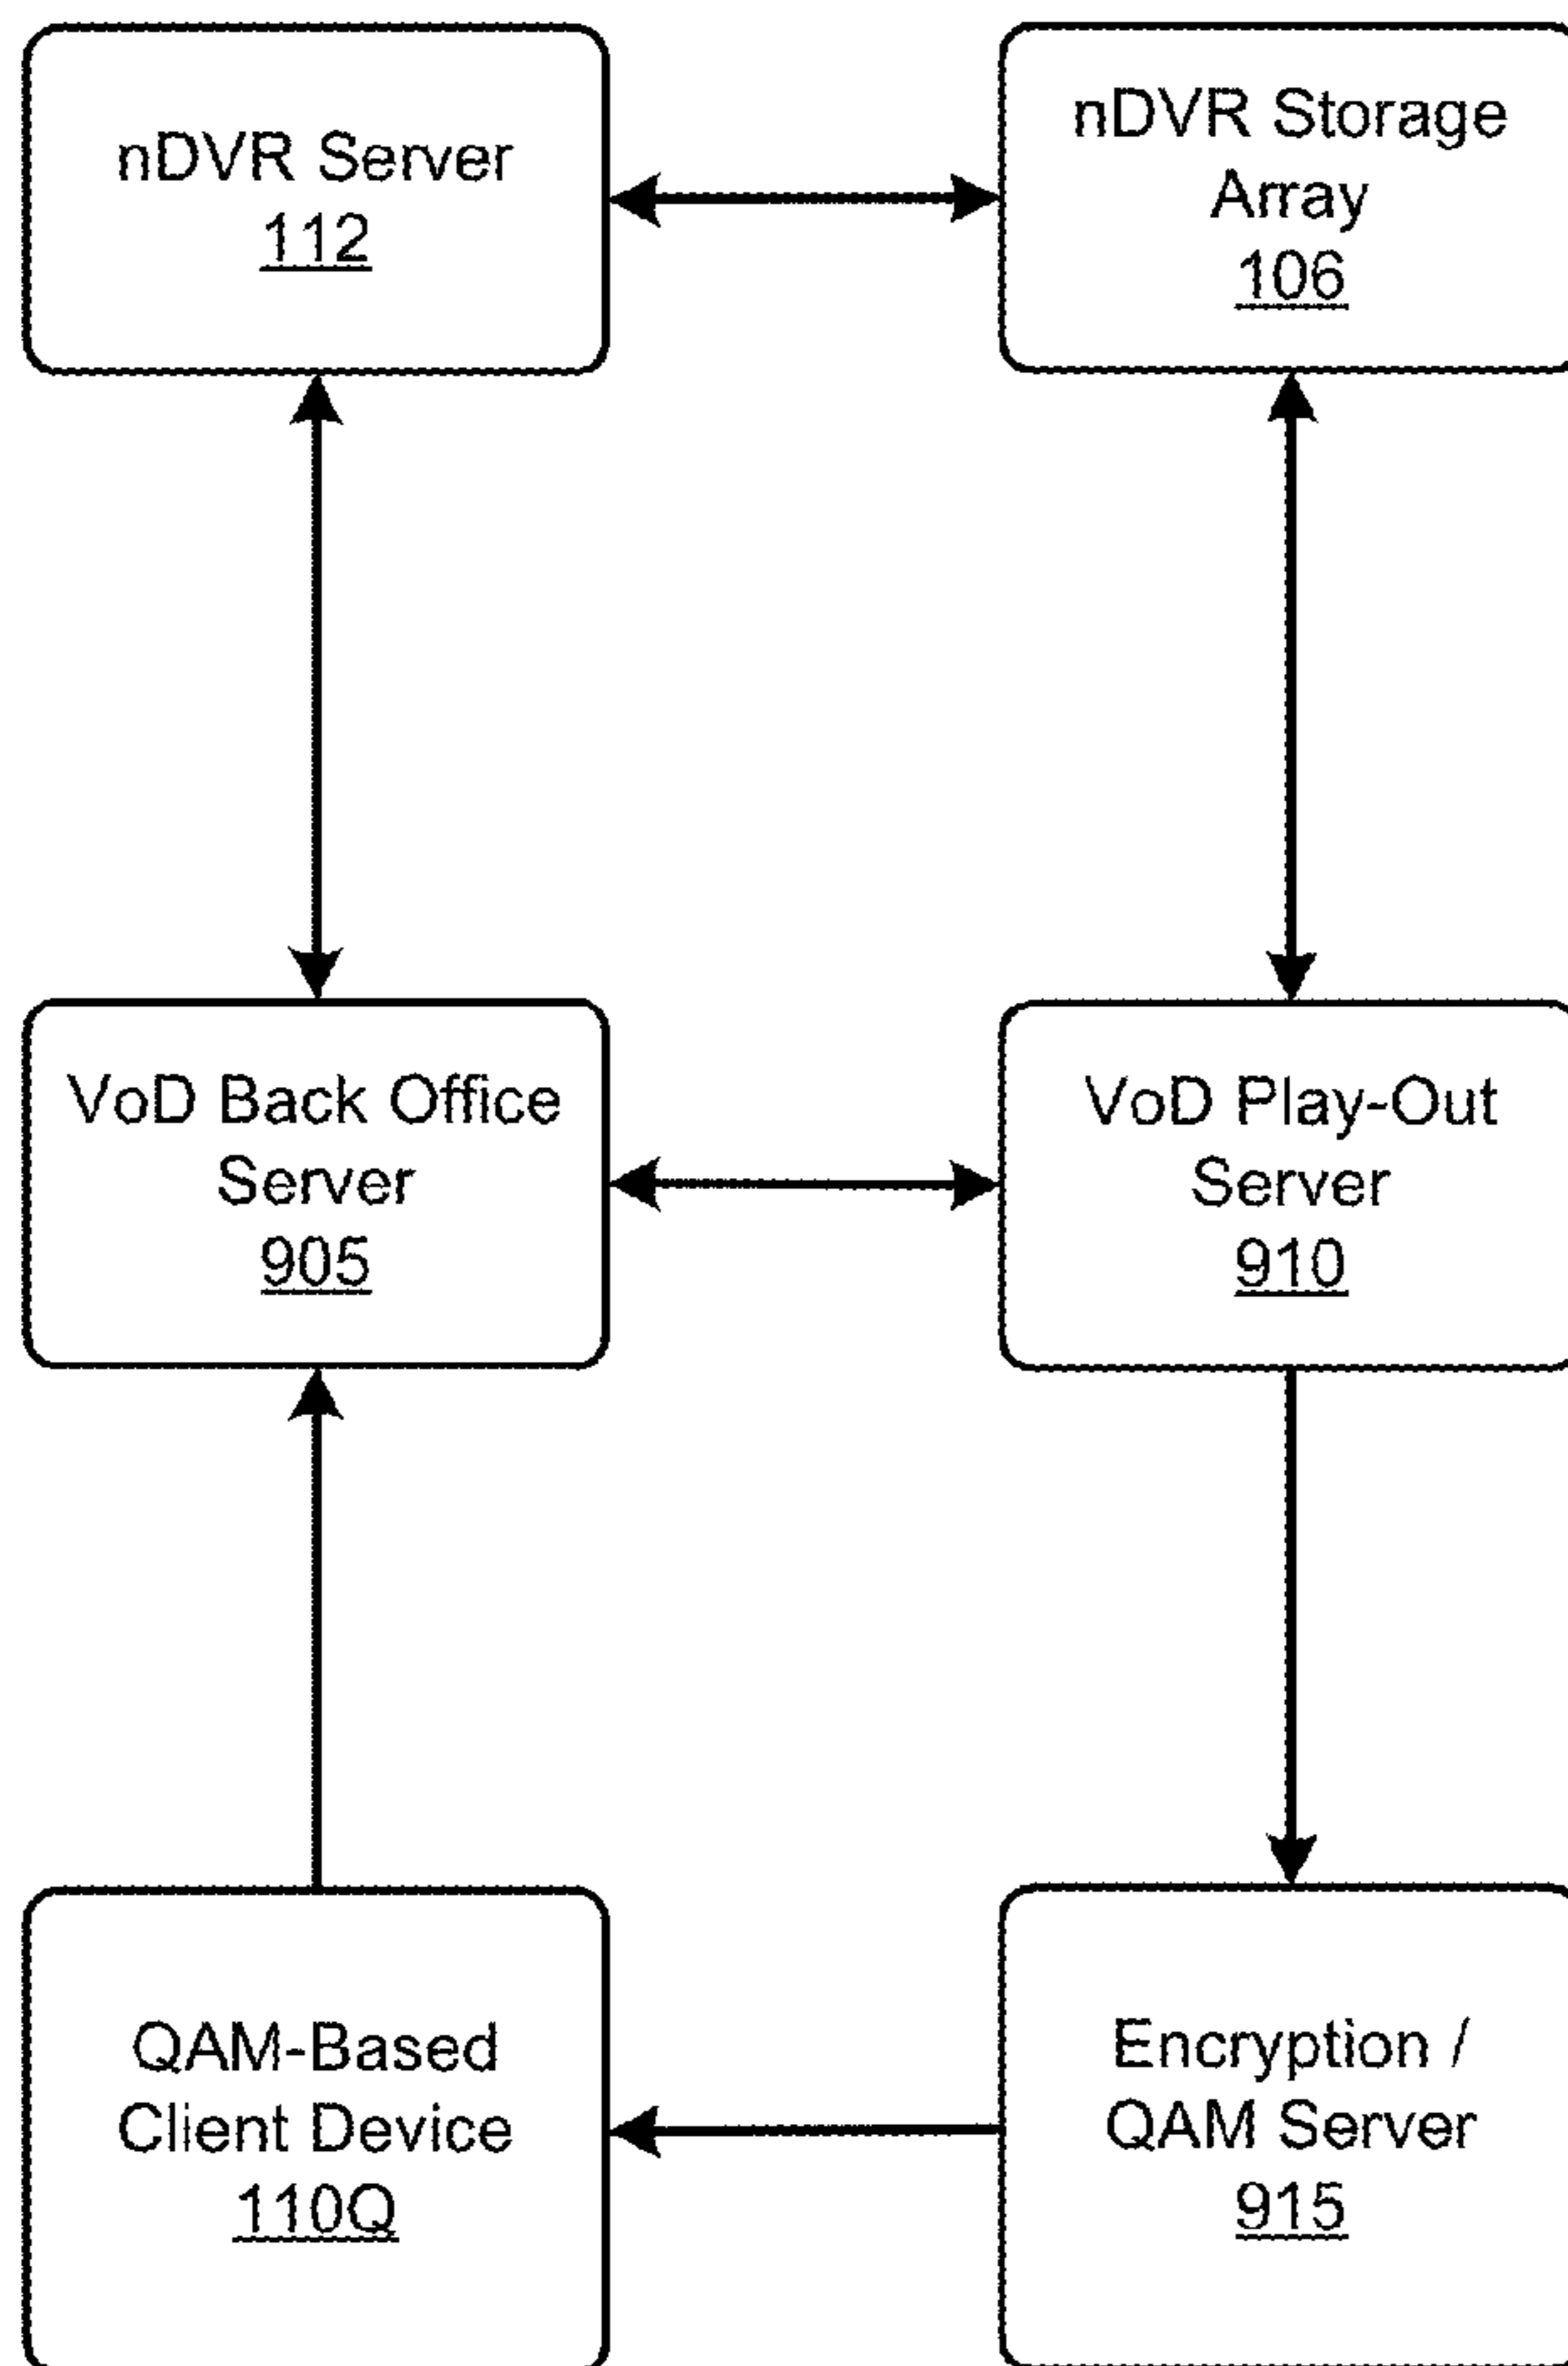 nDVR Server
112
nDVR Storage
Array
106
VoD Back Office
Server
905
VoD Play-Out
Server
910
QAM-Based
Client Device
110Q
Encryption /
QAM Server
915